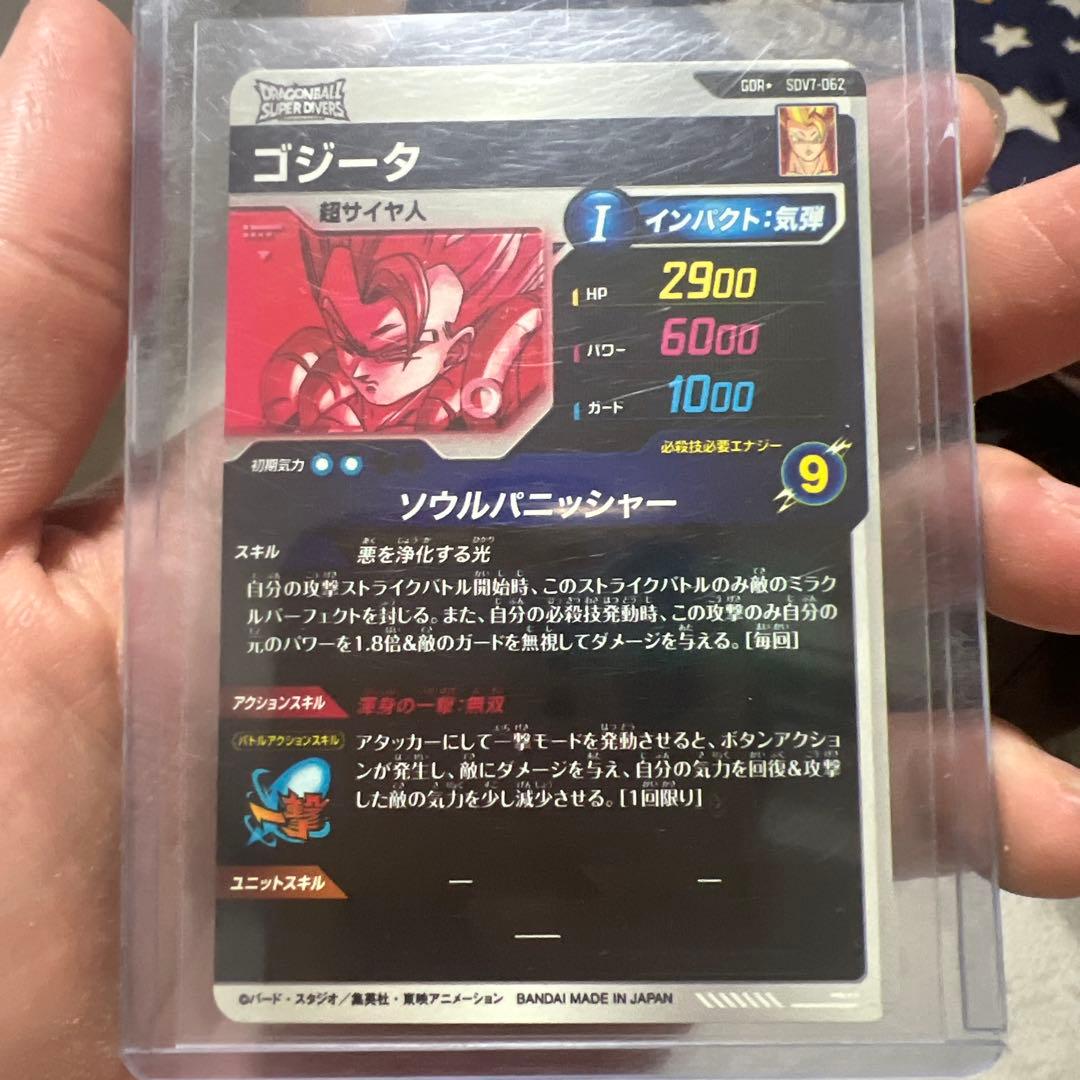 DRAGONBALL
SUPER DIVERS
GDR★ SDV7-062
ゴジータ
超サイヤ人
I インパクト：気弾
HP 2900
パワー 6000
ガード 1000
初期気力
必殺技必要エナジー
9
ソウルパニッシャー
スキル 悪を浄化する光
自分の攻撃ストライクバトル開始時、このストライクバトルのみ敵のミラク
ルパーフェクトを封じる。また、自分の必殺技発動時、この攻撃のみ自分の
元のパワーを1.8倍&敵のガードを無視してダメージを与える。[毎回]
アクションスキル 渾身の一撃：無双
バトルアクションスキル
アタッカーにして一撃モードを発動させると、ボタンアクショ
ンが発生し、敵にダメージを与え、自分の気力を回復&攻撃
した敵の気力を少し減少させる。[1回限り]
一撃
ユニットスキル — —
—
©バード・スタジオ／集英社・東映アニメーション BANDAI MADE IN JAPAN